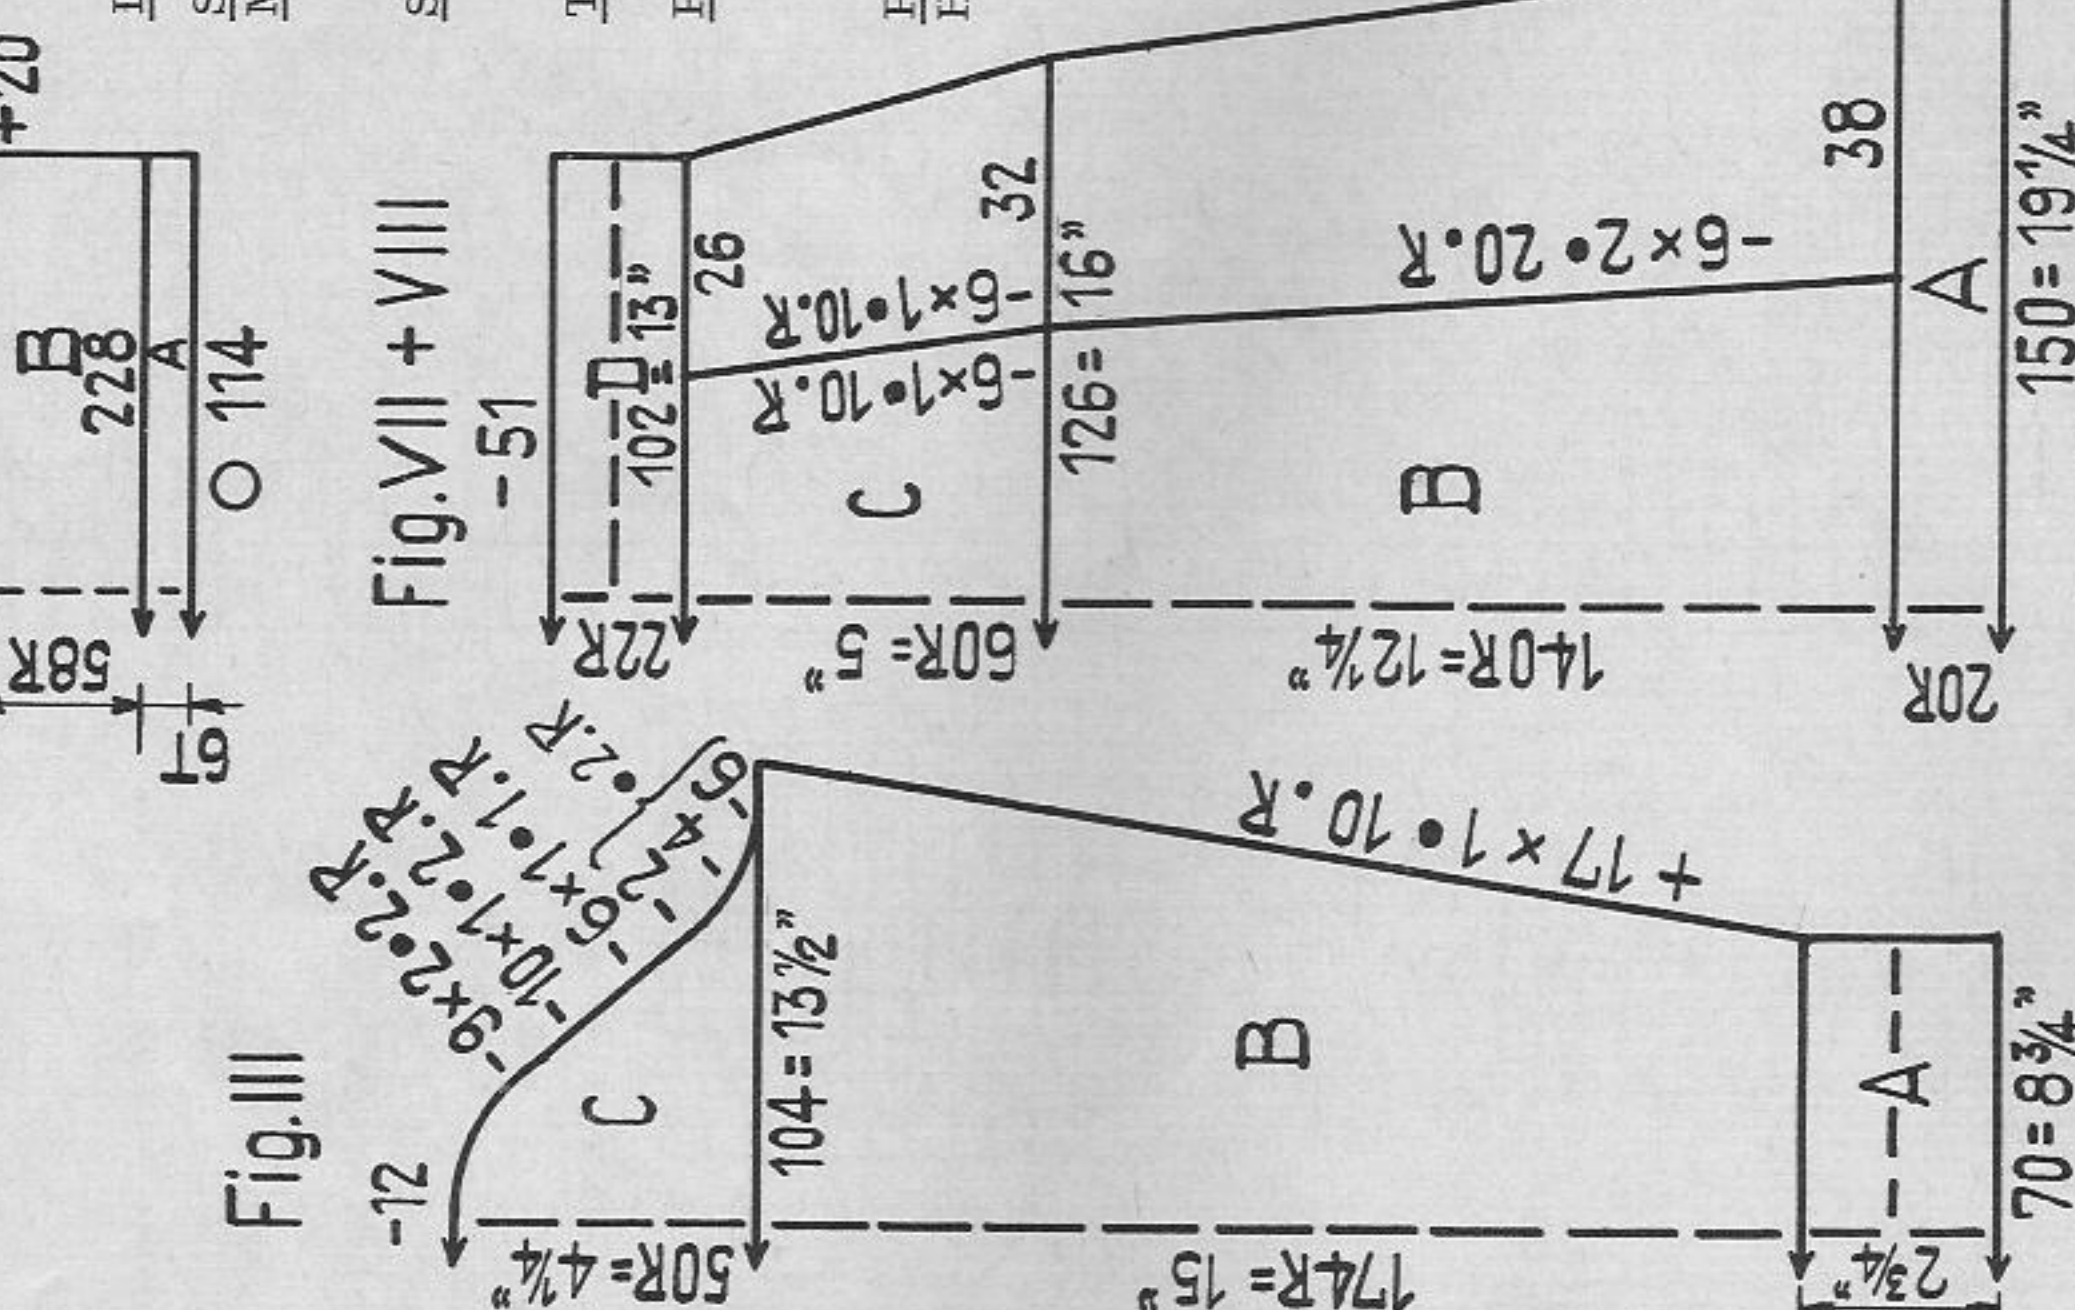 +20
B
228
A
O 114
58R
6T
Fig.VII + VIII
-51
D
102 = 13"
26
22R
-6×1•10.R
-6×1•10.R
C
60R= 5"
32
126= 16"
-6×2•20.R
B
140R=12¼"
38
A
20R
150=19¼"
Fig.III
-12
-9×2•2.R
-10×1•2.R
-6×1•1.R
-2
-4×
-6
•2.R
C
50R=4¼"
104=13½"
+17×1•10.R
B
174R= 15"
A
2¾"
70=8¾"